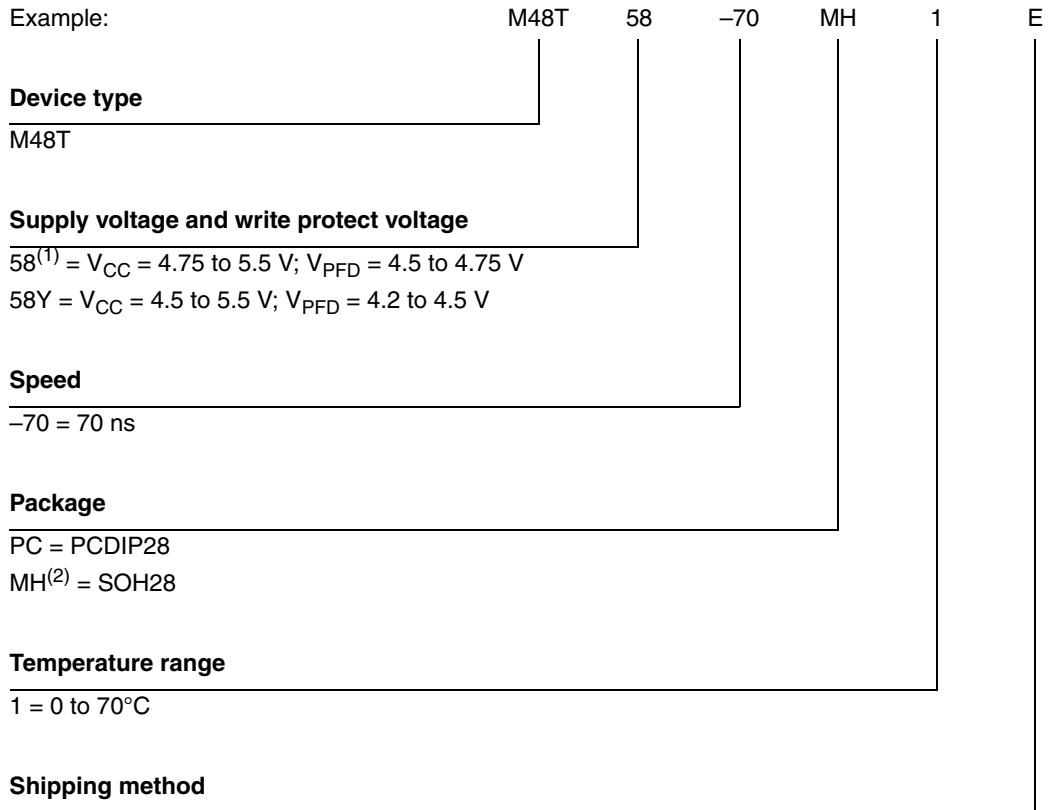 Example: M48T 58 –70 MH 1 E
Device type
M48T
Supply voltage and write protect voltage
58(1) = VCC = 4.75 to 5.5 V; VPFD = 4.5 to 4.75 V
58Y = VCC = 4.5 to 5.5 V; VPFD = 4.2 to 4.5 V
Speed
–70 = 70 ns
Package
PC = PCDIP28
MH(2) = SOH28
Temperature range
1 = 0 to 70°C
Shipping method